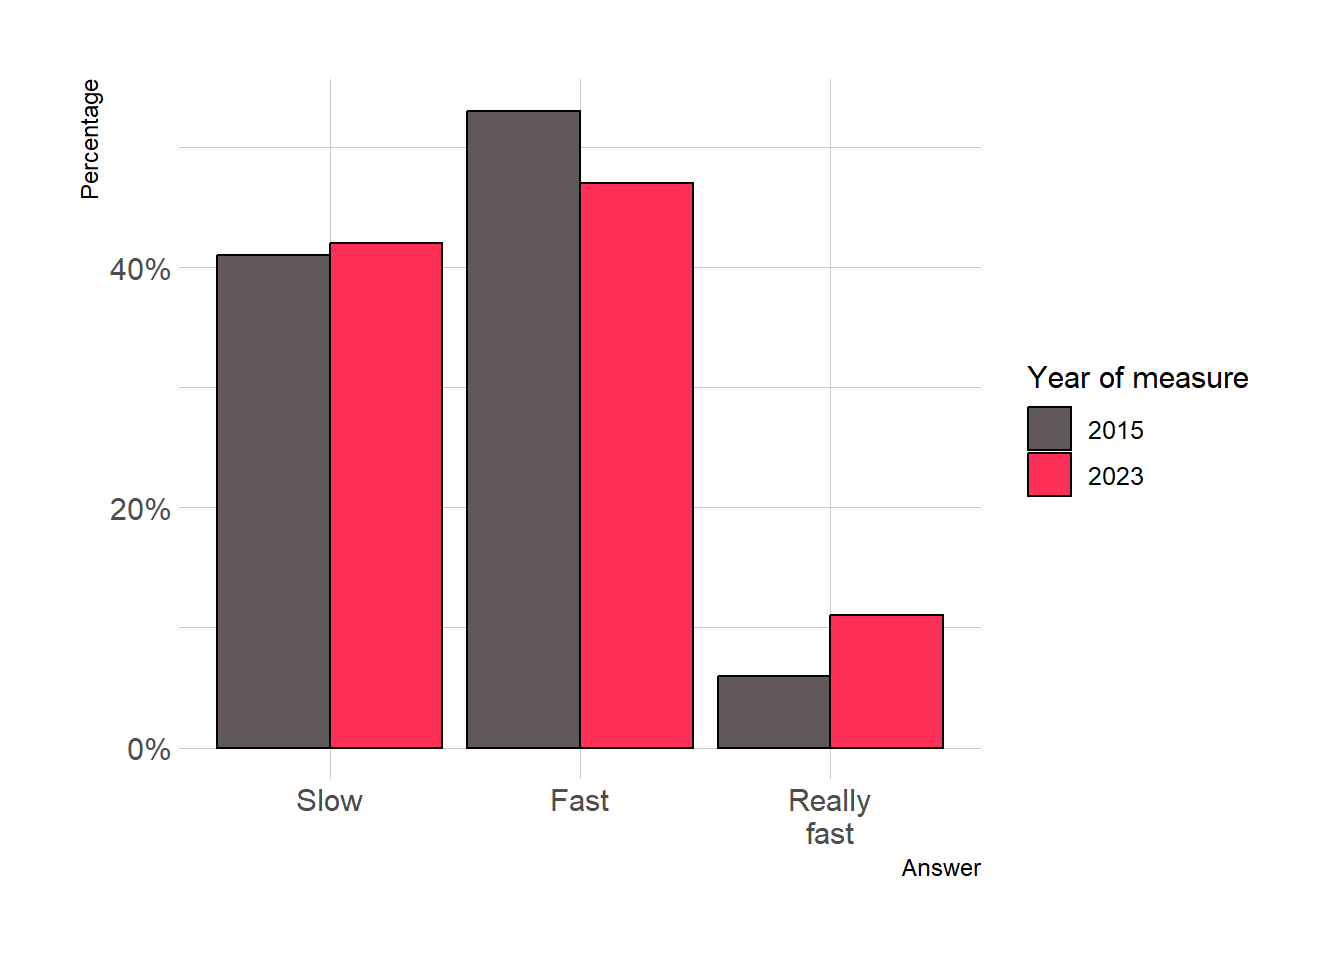 Percentage
40%
20%
0%
Slow
Fast
Really
fast
Answer
Year of measure
2015
2023